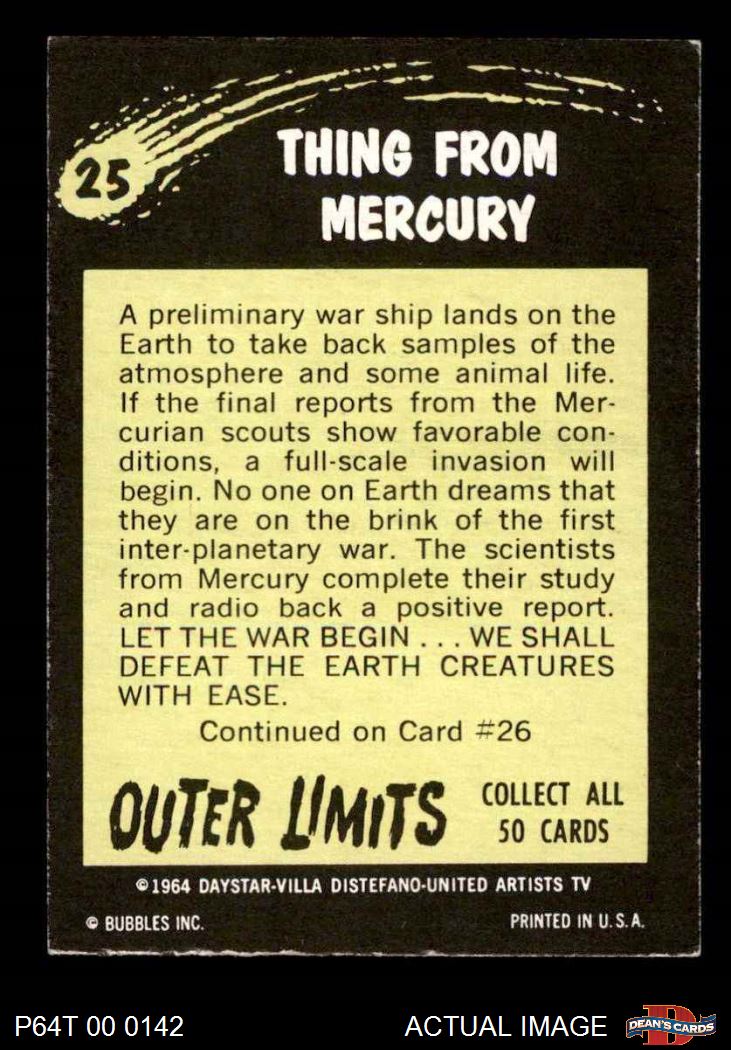 25
THING FROM
MERCURY
A preliminary war ship lands on the
Earth to take back samples of the
atmosphere and some animal life.
If the final reports from the Mer-
curian scouts show favorable con-
ditions, a full-scale invasion will
begin. No one on Earth dreams that
they are on the brink of the first
inter-planetary war. The scientists
from Mercury complete their study
and radio back a positive report.
LET THE WAR BEGIN . . . WE SHALL
DEFEAT THE EARTH CREATURES
WITH EASE.
Continued on Card #26
OUTER LIMITS
COLLECT ALL
50 CARDS
©1964 DAYSTAR-VILLA DISTEFANO-UNITED ARTISTS TV
© BUBBLES INC.
PRINTED IN U.S.A.
P64T 00 0142
ACTUAL IMAGE
D
DEAN'S CARDS